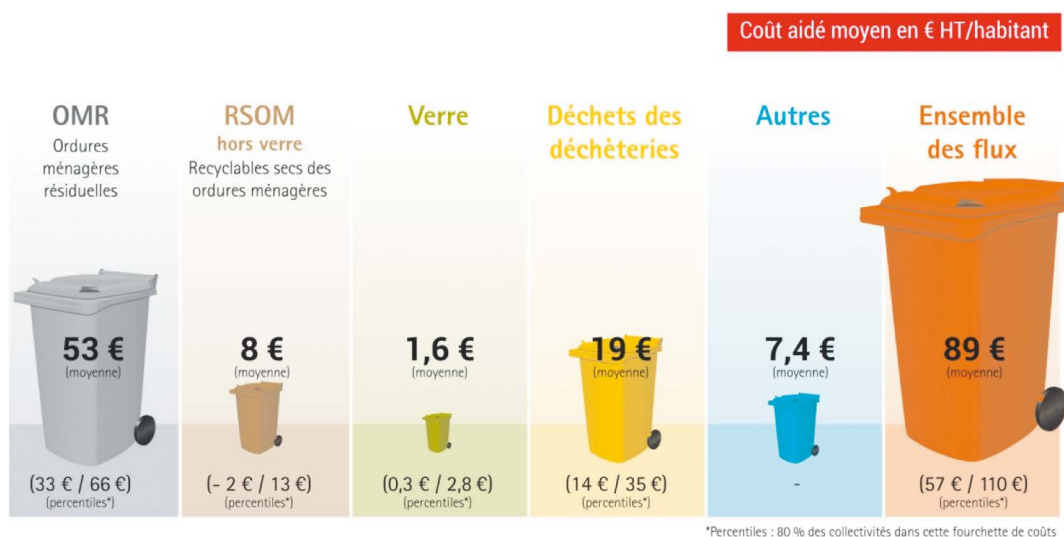 Coût aidé moyen en € HT/habitant
OMR
Ordures
ménagères
résiduelles
53 €
(moyenne)
(33 € / 66 €)
(percentiles*)
RSOM
hors verre
Recyclables secs des
ordures ménagères
8 €
(moyenne)
(- 2 € / 13 €)
(percentiles*)
Verre
1,6 €
(moyenne)
(0,3 € / 2,8 €)
(percentiles*)
Déchets des
déchèteries
19 €
(moyenne)
(14 € / 35 €)
(percentiles*)
Autres
7,4 €
(moyenne)
-
Ensemble
des flux
89 €
(moyenne)
(57 € / 110 €)
(percentiles*)
*Percentiles : 80 % des collectivités dans cette fourchette de coûts